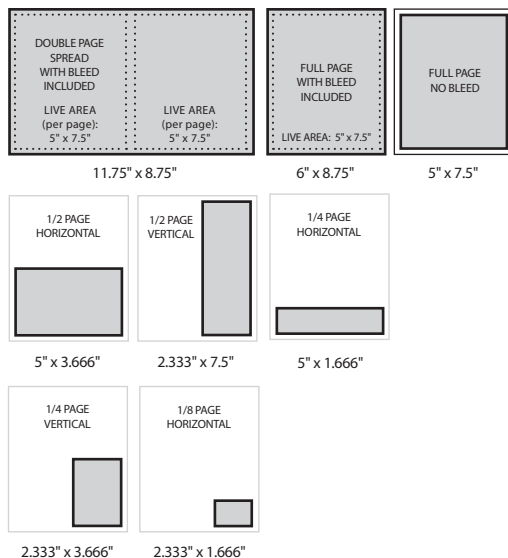 DOUBLE PAGE
SPREAD
WITH BLEED
INCLUDED
LIVE AREA
(per page):
5" x 7.5"
LIVE AREA
(per page):
5" x 7.5"
11.75" x 8.75"
FULL PAGE
WITH BLEED
INCLUDED
LIVE AREA: 5" x 7.5"
6" x 8.75"
FULL PAGE
NO BLEED
5" x 7.5"
1/2 PAGE
HORIZONTAL
5" x 3.666"
1/2 PAGE
VERTICAL
2.333" x 7.5"
1/4 PAGE
HORIZONTAL
5" x 1.666"
1/4 PAGE
VERTICAL
2.333" x 3.666"
1/8 PAGE
HORIZONTAL
2.333" x 1.666"